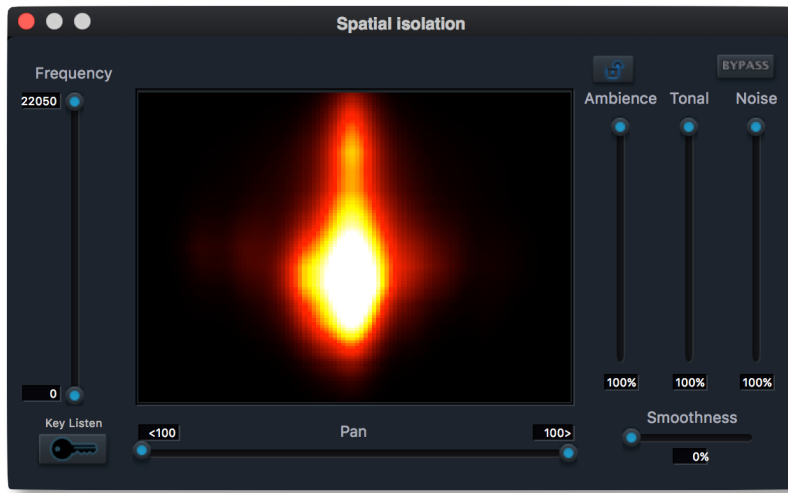 Spatial isolation
Frequency
BYPASS
Ambience Tonal Noise
22050
0
100% 100% 100%
Key Listen
<100 Pan 100>
Smoothness
0%